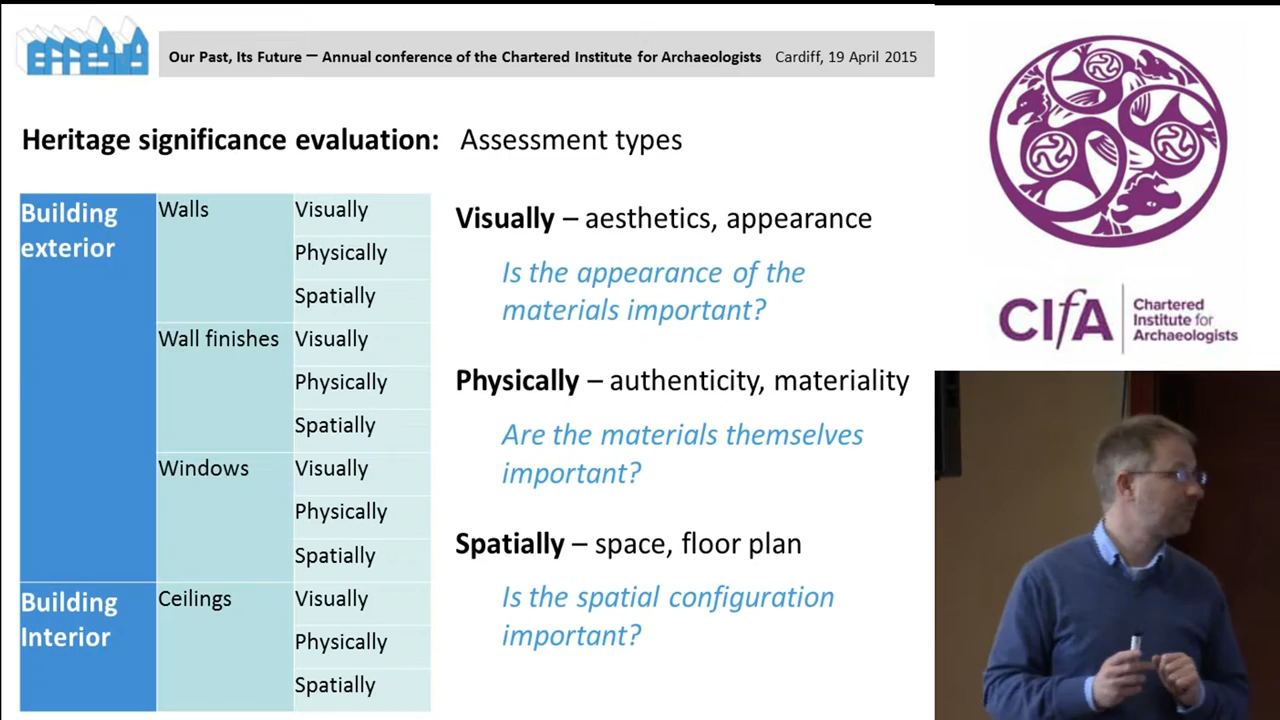 EFFESUS
Our Past, Its Future — Annual conference of the Chartered Institute for Archaeologists Cardiff, 19 April 2015
Heritage significance evaluation: Assessment types
Building
exterior
Walls
Visually
Physically
Spatially
Wall finishes
Visually
Physically
Spatially
Windows
Visually
Physically
Spatially
Building
Interior
Ceilings
Visually
Physically
Spatially
Visually – aesthetics, appearance
Is the appearance of the
materials important?
Physically – authenticity, materiality
Are the materials themselves
important?
Spatially – space, floor plan
Is the spatial configuration
important?
CIfA
Chartered
Institute for
Archaeologists